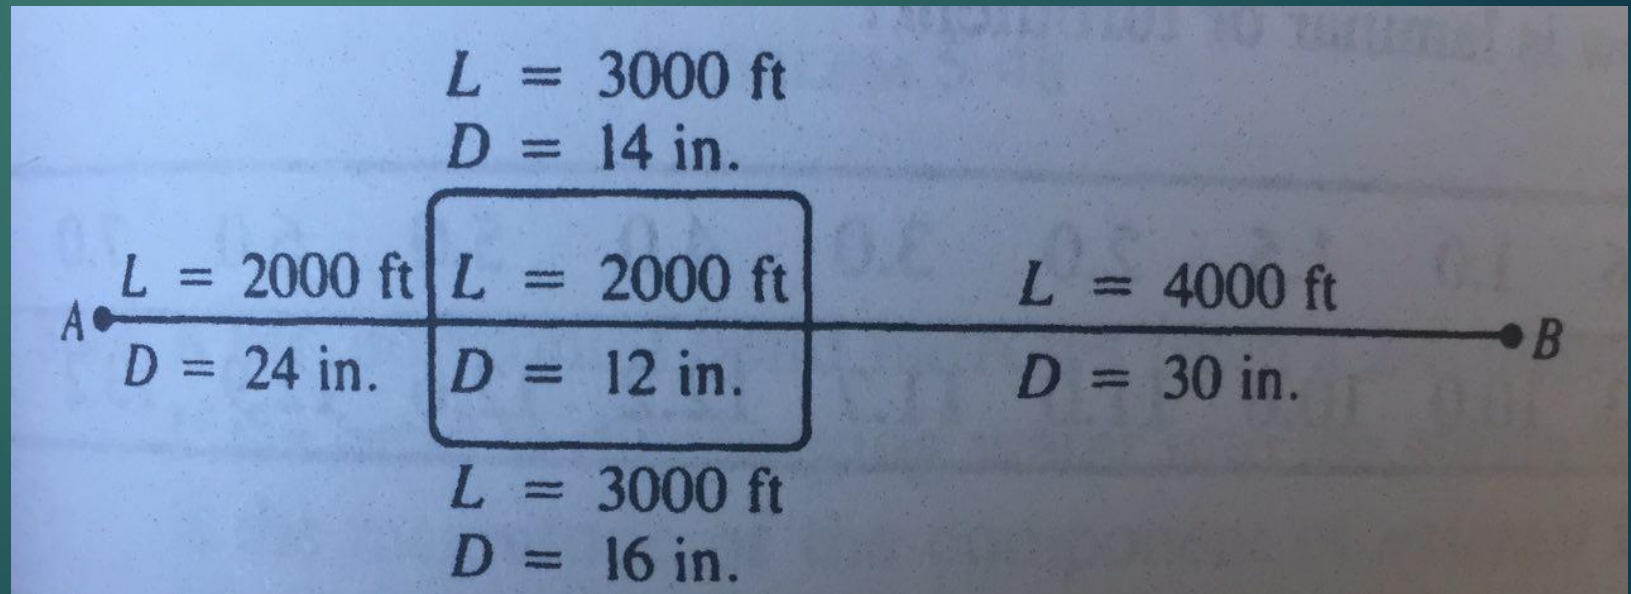 L = 3000 ft
D = 14 in.
L = 2000 ft
L = 2000 ft
L = 4000 ft
A
B
D = 24 in.
D = 12 in.
D = 30 in.
L = 3000 ft
D = 16 in.